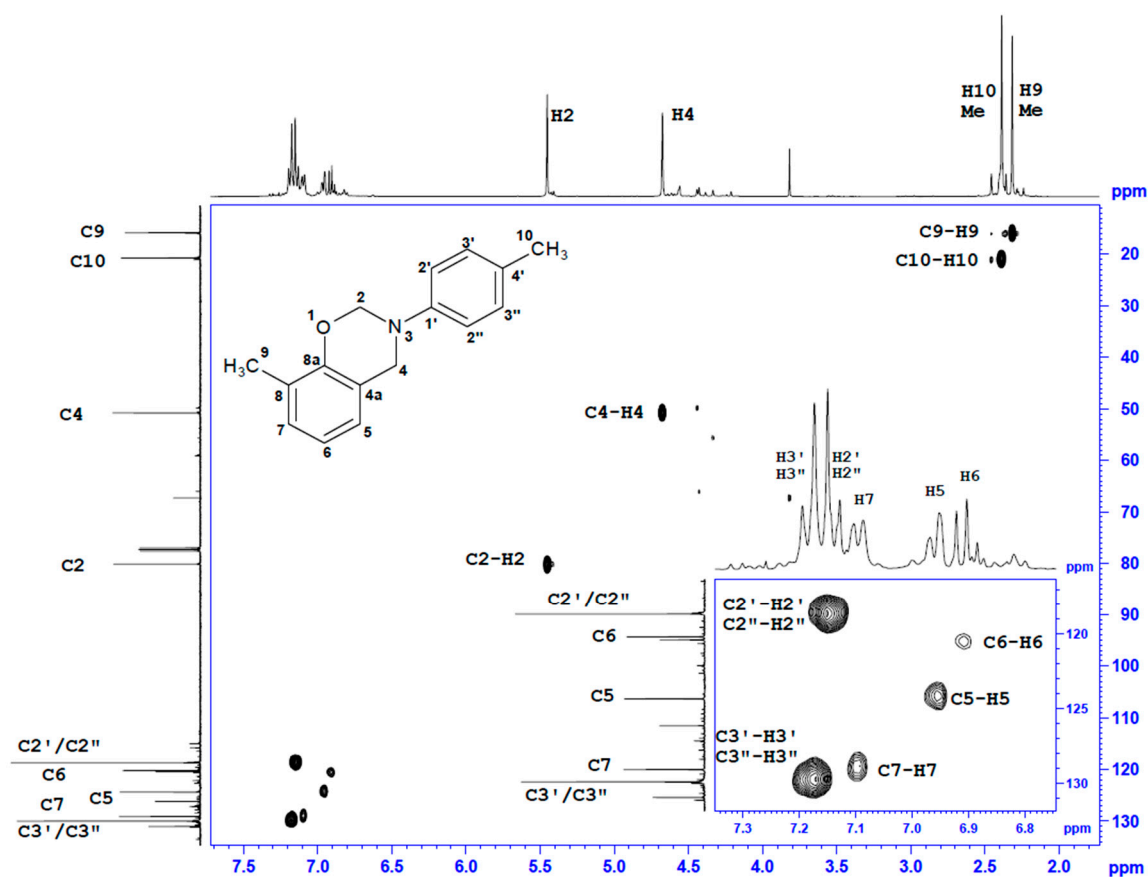 H2
H4
H10
Me
H9
Me
ppm
C9
C10
C4
C2
C2'/C2"
C6
C5
C7
C3'/C3"
C9-H9
C10-H10
C4-H4
C2-H2
H3C
9
8
8a
O
1
2
N
3
4
4a
5
6
7
1'
2'
3'
4'
3"
2"
10
CH3
H3'
H3"
H2'
H2"
H7
H5
H6
ppm
C2'/C2"
C6
C5
C7
C3'/C3"
C2'-H2'
C2"-H2"
C6-H6
C5-H5
C3'-H3'
C3"-H3"
C7-H7
120
125
130
7.3 7.2 7.1 7.0 6.9 6.8 ppm
20
30
40
50
60
70
80
90
100
110
120
130
7.5 7.0 6.5 6.0 5.5 5.0 4.5 4.0 3.5 3.0 2.5 2.0 ppm